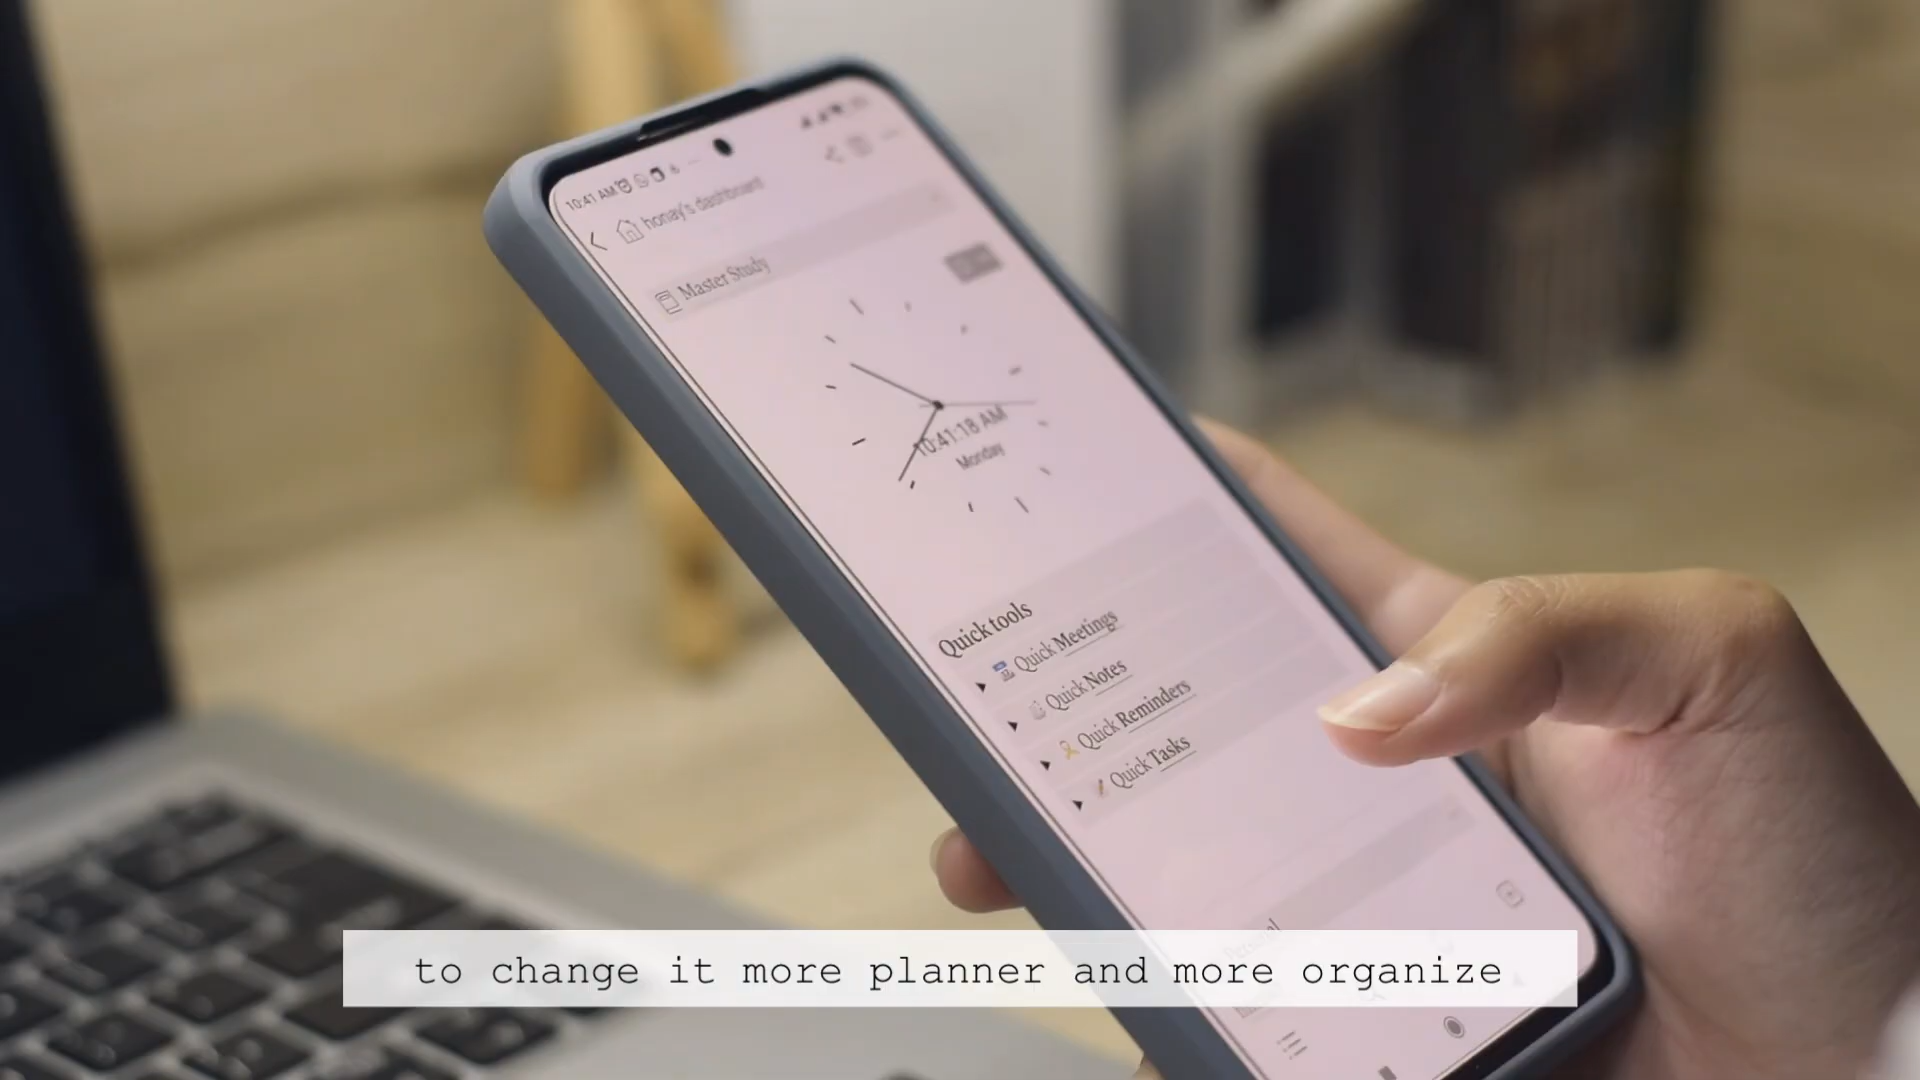 10:41 AM
honay's dashboard
Master Study
10:41:18 AM
Monday
Quick tools
Quick Meetings
Quick Notes
Quick Reminders
Quick Tasks
Personal
to change it more planner and more organize